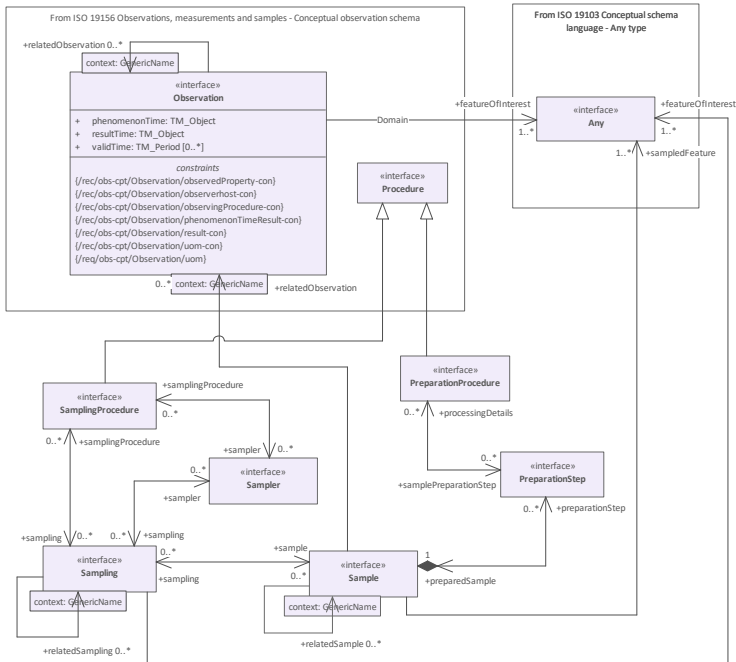 From ISO 19156 Observations, measurements and samples - Conceptual observation schema
From ISO 19103 Conceptual schema
language - Any type
+relatedObservation 0..*
context: GenericName
«interface»
Observation
+ phenomenonTime: TM_Object
+ resultTime: TM_Object
+ validTime: TM_Period [0..*]
constraints
{/rec/obs-cpt/Observation/observedProperty-con}
{/rec/obs-cpt/Observation/observerhost-con}
{/rec/obs-cpt/Observation/observingProcedure-con}
{/rec/obs-cpt/Observation/phenomenonTimeResult-con}
{/rec/obs-cpt/Observation/result-con}
{/rec/obs-cpt/Observation/uom-con}
{/req/obs-cpt/Observation/uom}
0..*
context: GenericName
+relatedObservation
Domain
+featureOfInterest
1..*
«interface»
Any
+featureOfInterest
1..*
1..*
+sampledFeature
«interface»
Procedure
«interface»
SamplingProcedure
+samplingProcedure
0..*
0..*
+samplingProcedure
«interface»
PreparationProcedure
0..*
+processingDetails
+sampler
0..*
«interface»
Sampler
0..*
+sampler
0..*
+samplePreparationStep
«interface»
PreparationStep
0..*
+preparationStep
+sampling
0..*
0..*
+sampling
«interface»
Sampling
context: GenericName
+relatedSampling 0..*
0..*
+sampling
+sample
0..*
«interface»
Sample
context: GenericName
+relatedSample 0..*
1
+preparedSample